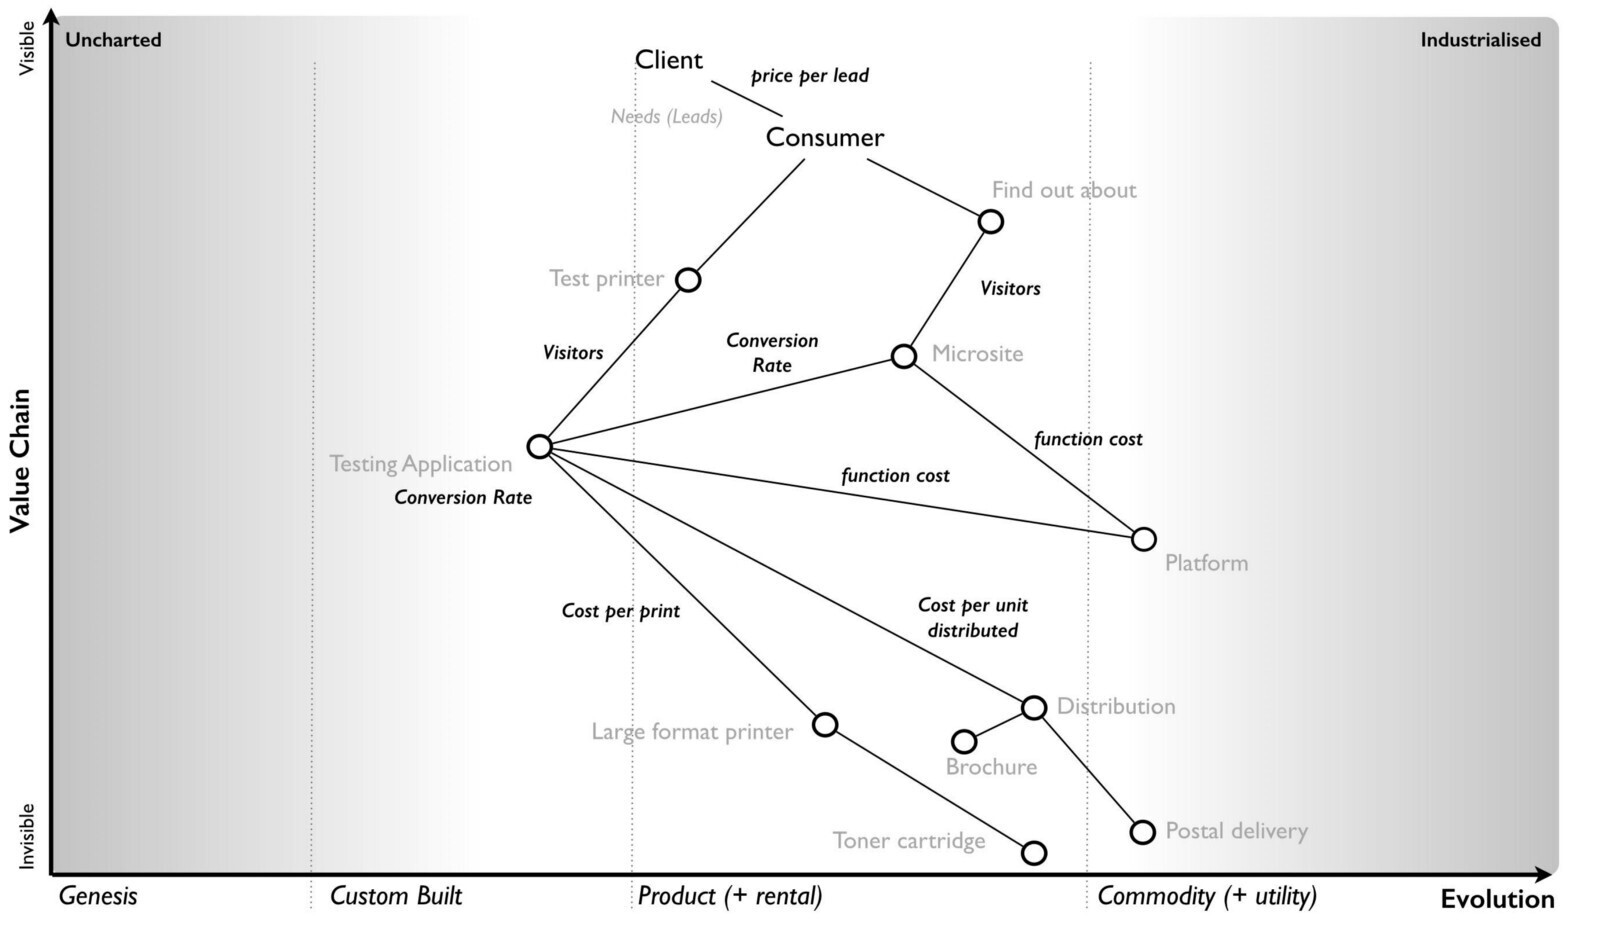 Visible
Uncharted
Industrialised
Client
price per lead
Needs (Leads)
Consumer
Find out about
Test printer
Visitors
Visitors
Conversion
Rate
Microsite
Value Chain
Testing Application
Conversion Rate
function cost
function cost
Platform
Cost per print
Cost per unit
distributed
Distribution
Large format printer
Brochure
Toner cartridge
Postal delivery
Invisible
Genesis
Custom Built
Product (+ rental)
Commodity (+ utility)
Evolution